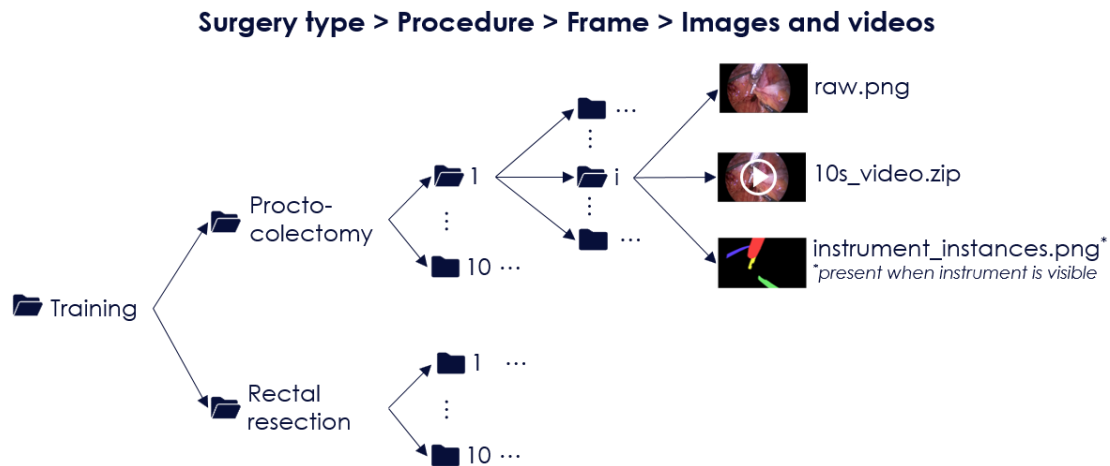 Surgery type > Procedure > Frame > Images and videos
raw.png
...
1
i
10s_video.zip
Procto-
colectomy
...
instrument_instances.png*
*present when instrument is visible
10 ...
Training
1 ...
Rectal
resection
10 ...